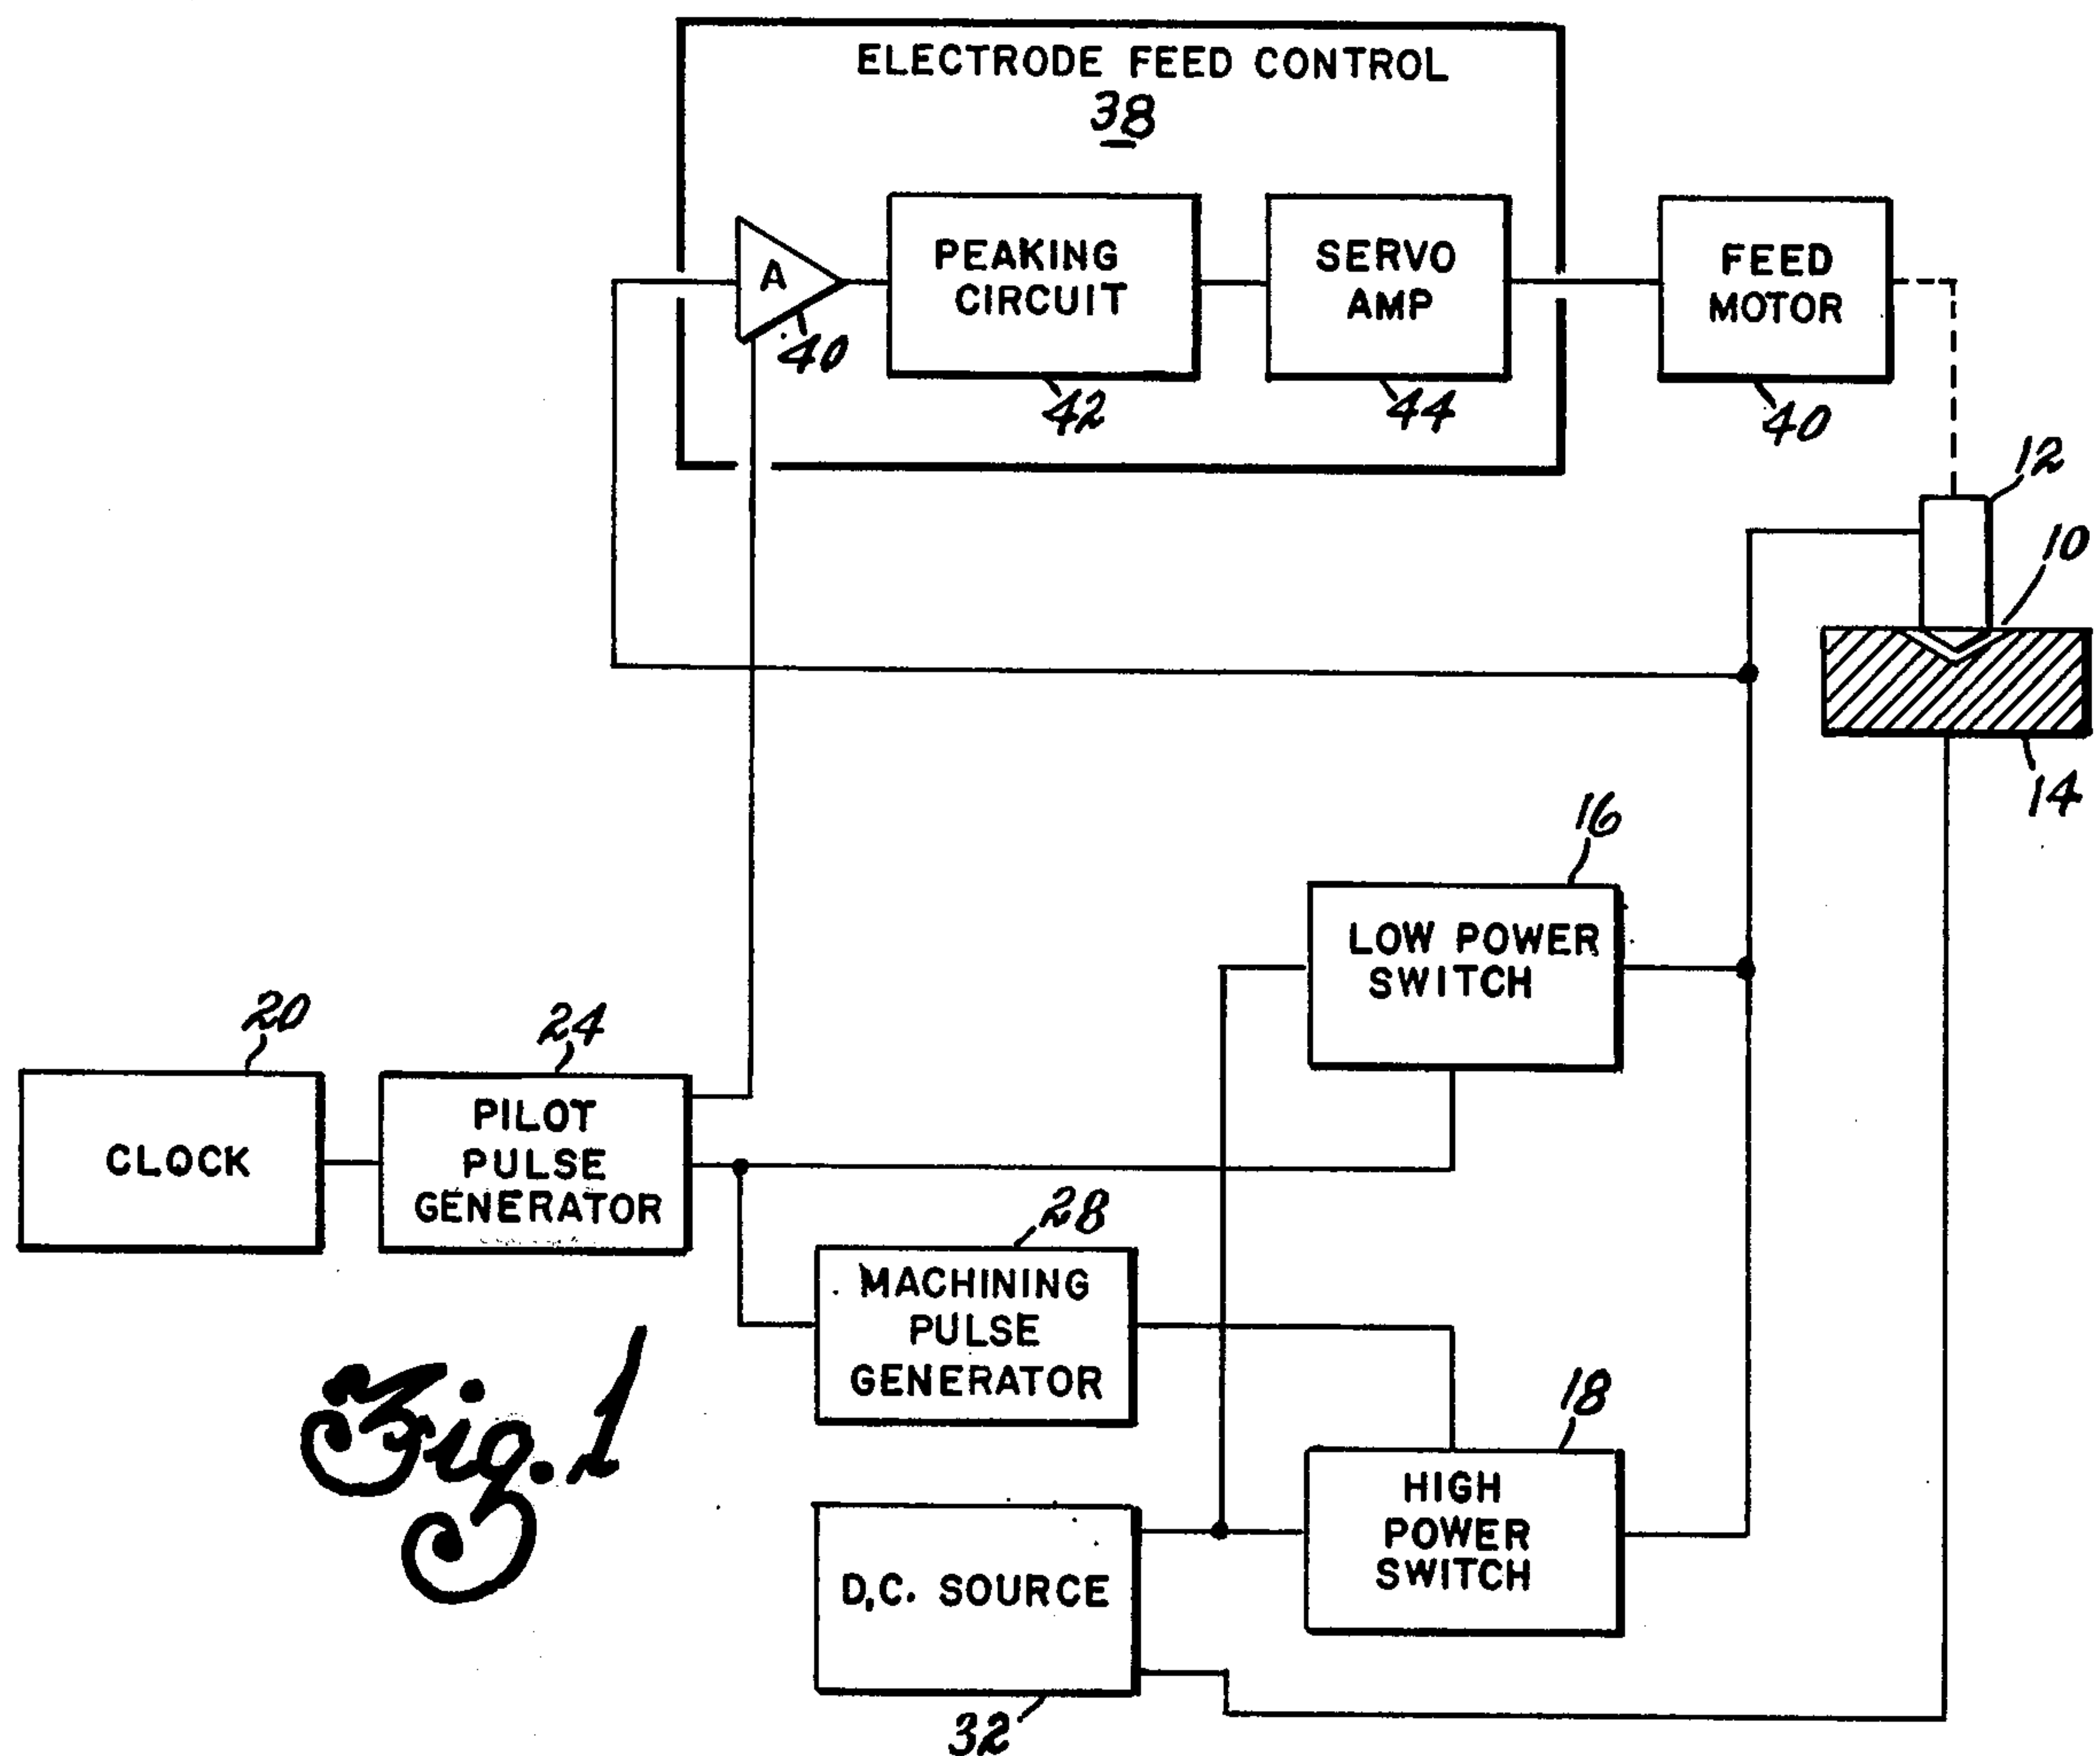 ELECTRODE FEED CONTROL
38
A
40
PEAKING
CIRCUIT
42
SERVO
AMP
44
FEED
MOTOR
40
12
10
14
16
LOW POWER
SWITCH
20
CLOCK
24
PILOT
PULSE
GENERATOR
28
MACHINING
PULSE
GENERATOR
18
HIGH
POWER
SWITCH
D.C. SOURCE
32
Fig. 1